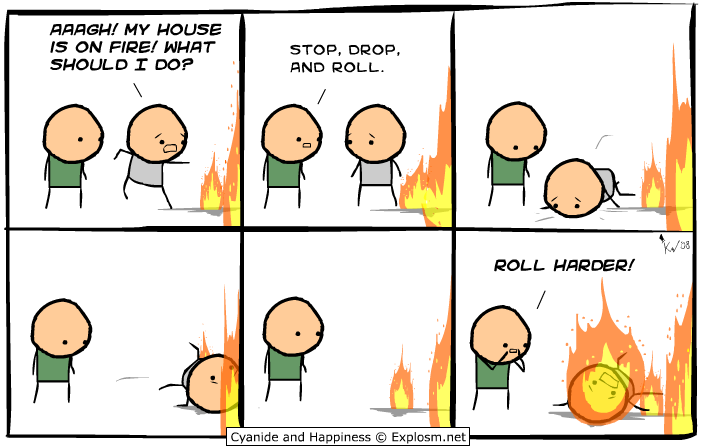 AAAGH! MY HOUSE
IS ON FIRE! WHAT
SHOULD I DO?
STOP, DROP,
AND ROLL.
ROLL HARDER!
Cyanide and Happiness © Explosm.net